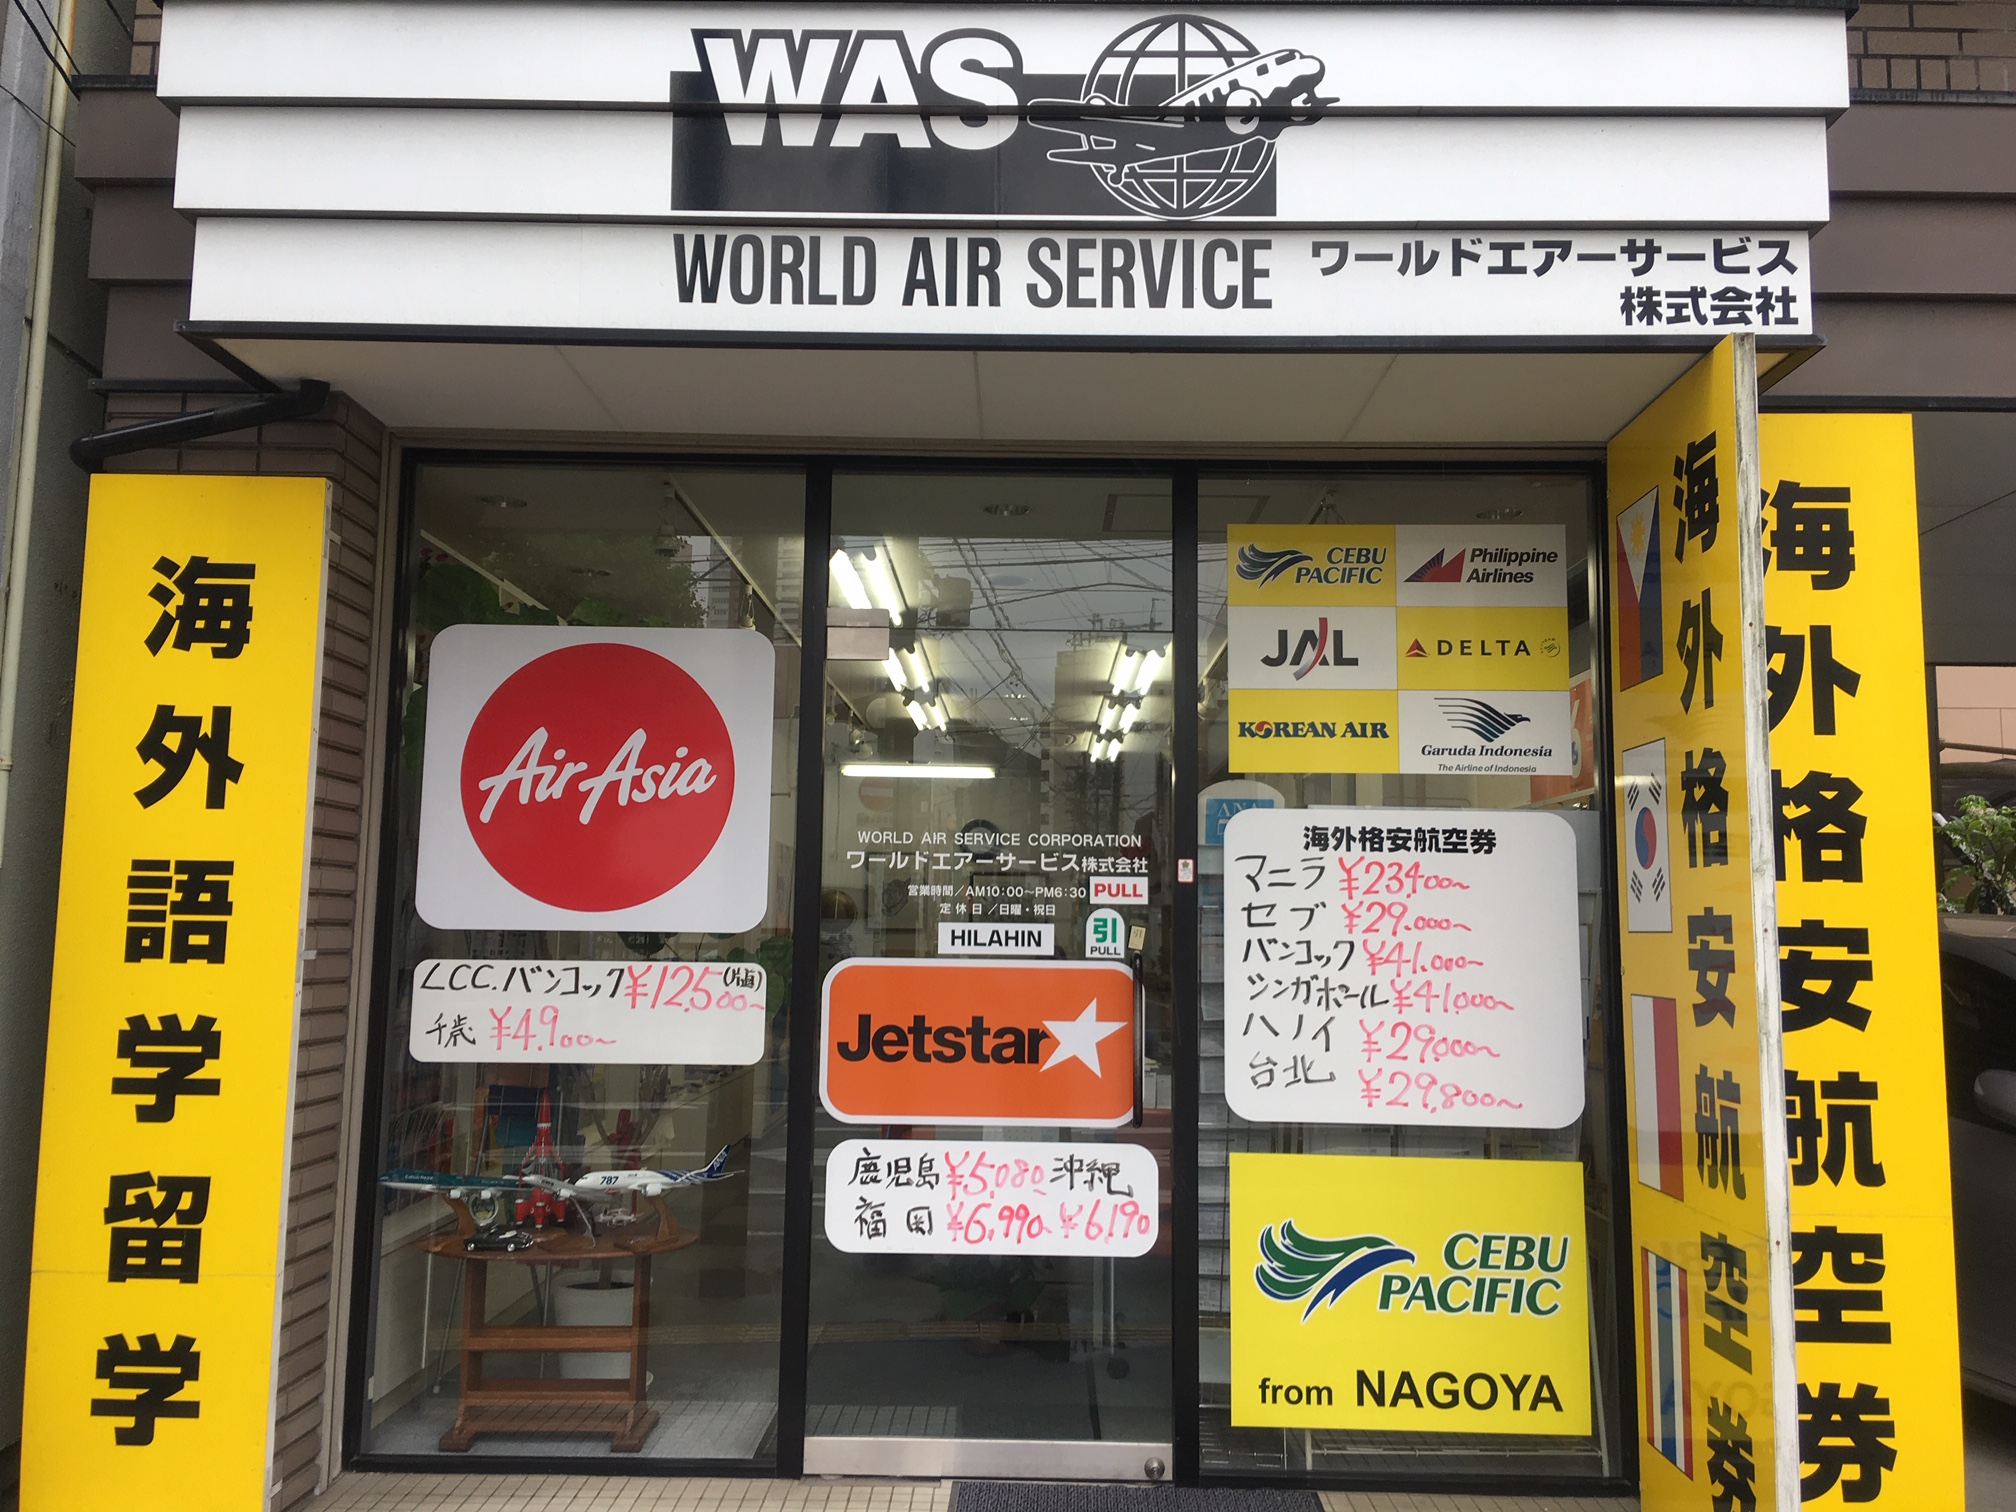 WAS
WORLD AIR SERVICE
ワールドエアーサービス
株式会社
海外語学留学
海外格安航空券
海外格安航空券
AirAsia
LCC.バンコック ¥12,500~(片道)
千歳 ¥4,900~
WORLD AIR SERVICE CORPORATION
ワールドエアーサービス株式会社
営業時間/AM10:00~PM6:30
定休日/日曜・祝日
PULL
HILAHIN
引
PULL
Jetstar
鹿児島 ¥5,080 沖縄
福岡 ¥6,990~ ¥6,190
CEBU PACIFIC
Philippine Airlines
JAL
DELTA
KOREAN AIR
Garuda Indonesia
The Airline of Indonesia
ANA
海外格安航空券
マニラ ¥23400~
セブ ¥29.000~
バンコック ¥41.000~
シンガポール ¥41,000~
ハノイ ¥29,000~
台北 ¥29,800~
CEBU
PACIFIC
from NAGOYA
787
ANA